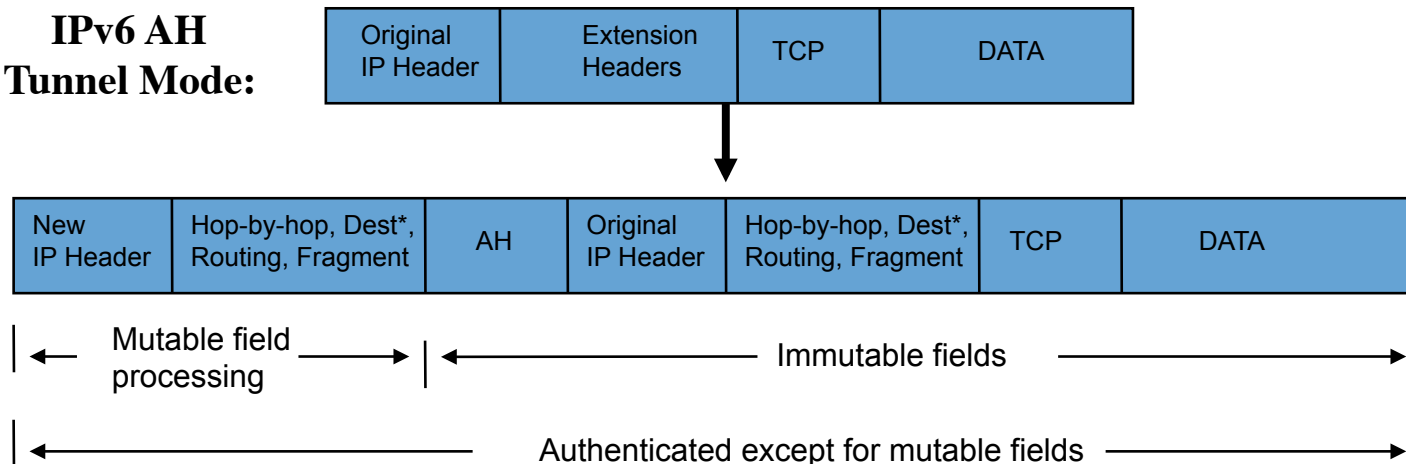 IPv6 AH
Tunnel Mode:
Original
IP Header
Extension
Headers
TCP
DATA
New
IP Header
Hop-by-hop, Dest*,
Routing, Fragment
AH
Original
IP Header
Hop-by-hop, Dest*,
Routing, Fragment
TCP
DATA
Mutable field
processing
Immutable fields
Authenticated except for mutable fields